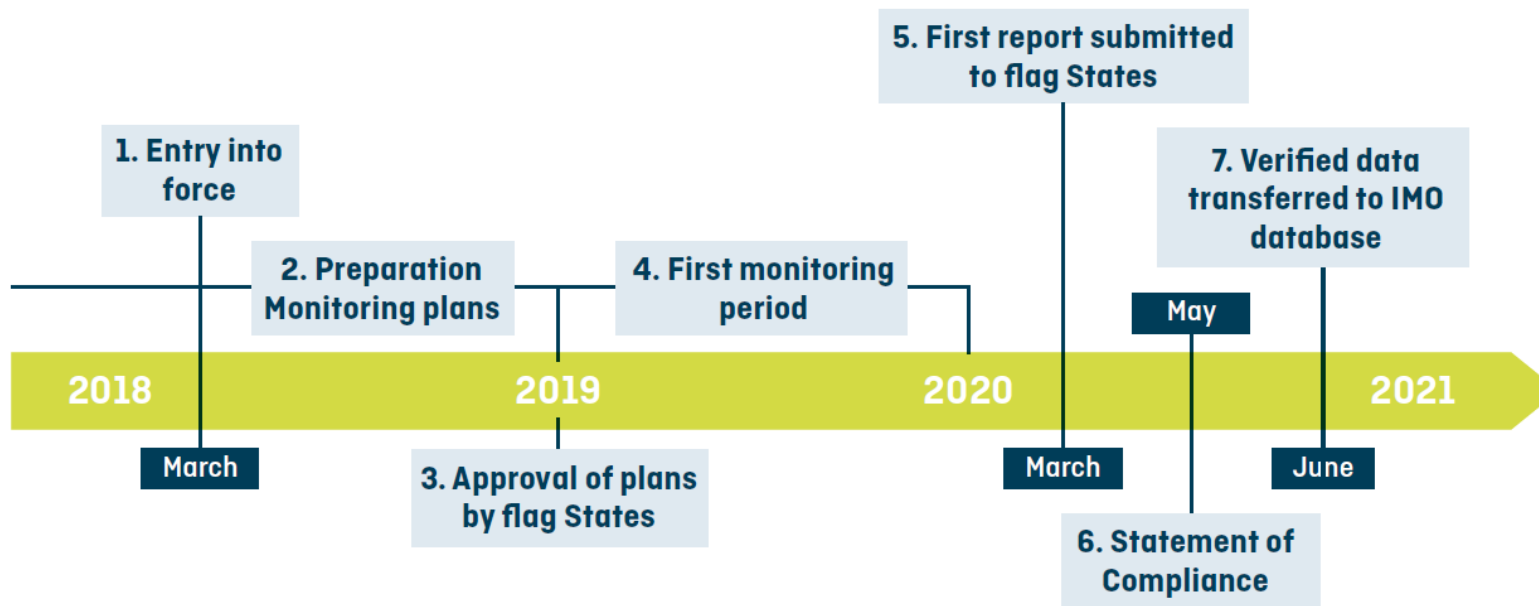 5. First report submitted
to flag States
1. Entry into
force
7. Verified data
transferred to IMO
database
2. Preparation
Monitoring plans
4. First monitoring
period
May
2018
2019
2020
2021
March
3. Approval of plans
by flag States
March
June
6. Statement of
Compliance